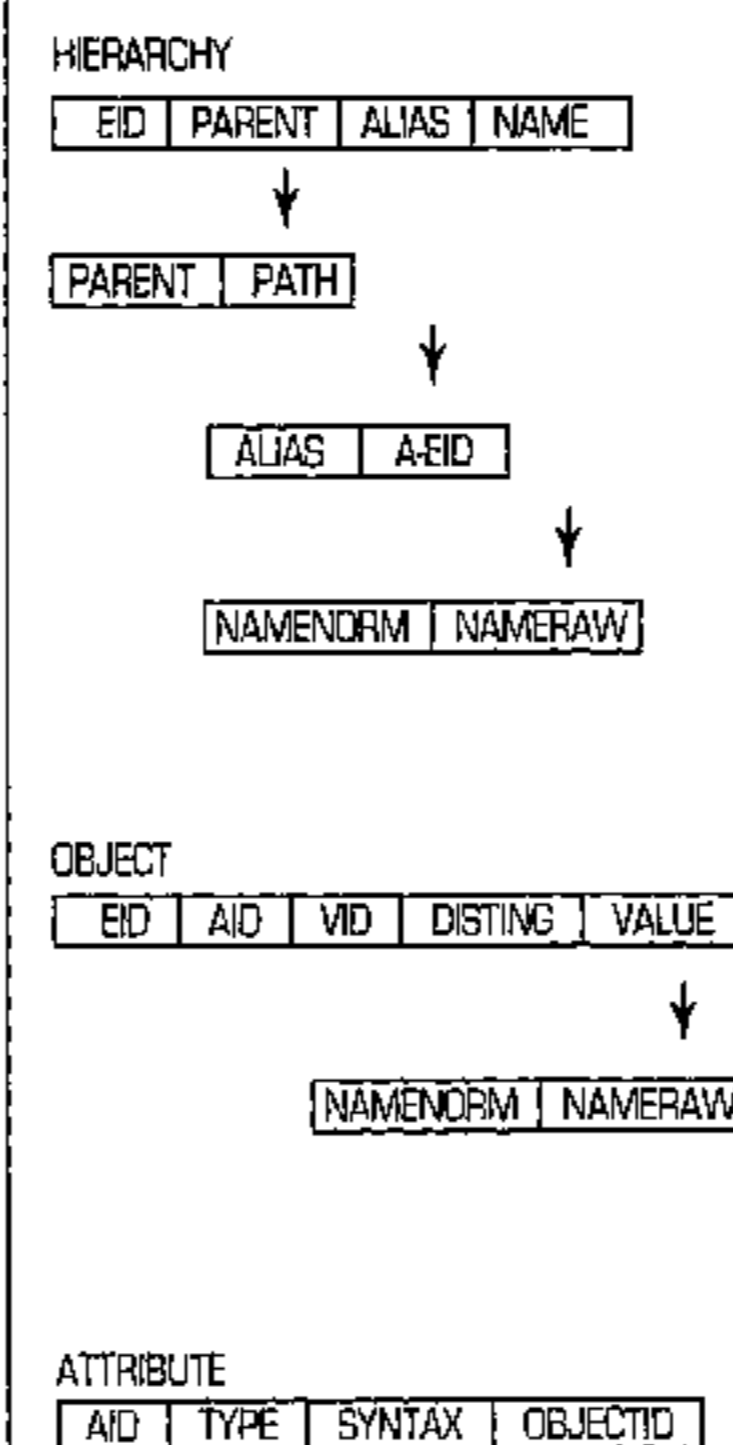 HIERARCHY
EID PARENT ALIAS NAME
PARENT PATH
ALIAS A-EID
NAMENORM NAMERAW
OBJECT
EID AID VID DISTING VALUE
NAMENORM NAMERAW
ATTRIBUTE
AID TYPE SYNTAX OBJECTID